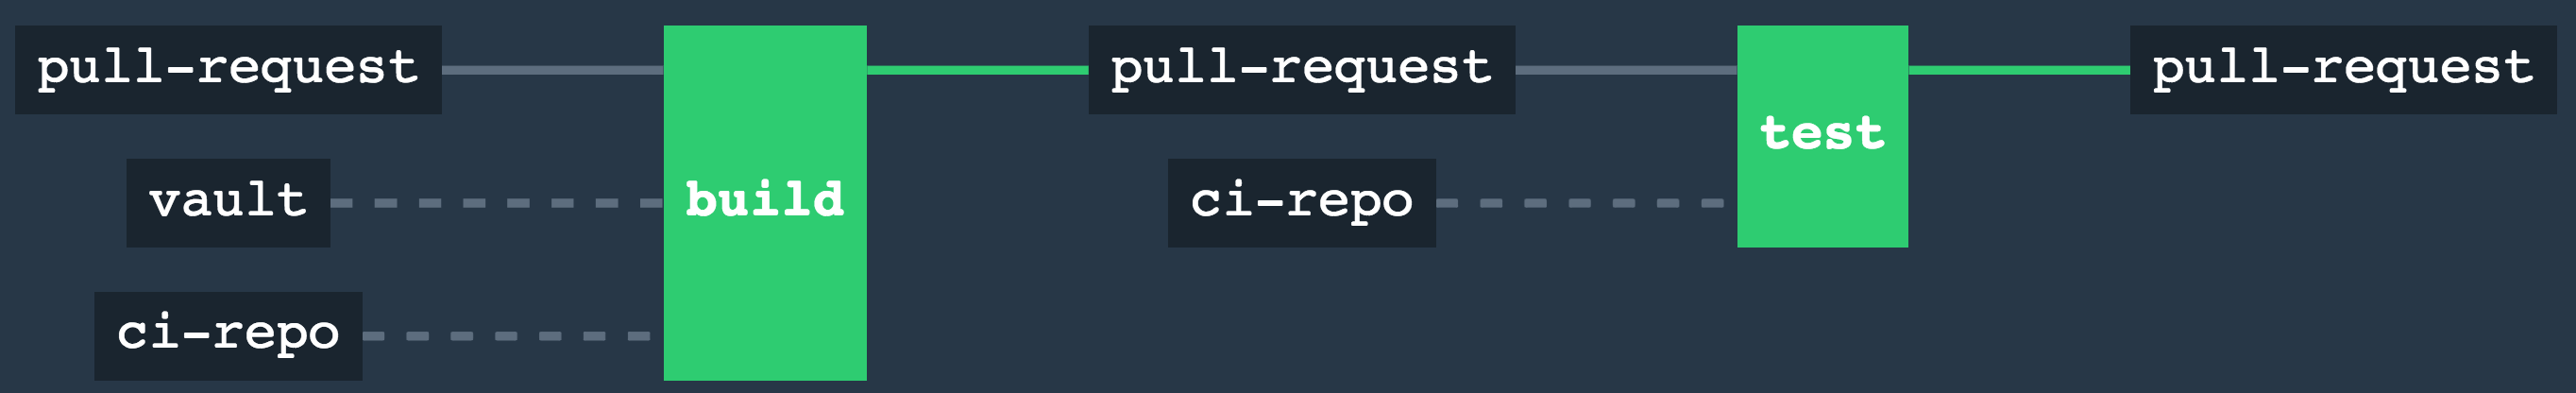 pull-request
vault
ci-repo
build
pull-request
ci-repo
test
pull-request